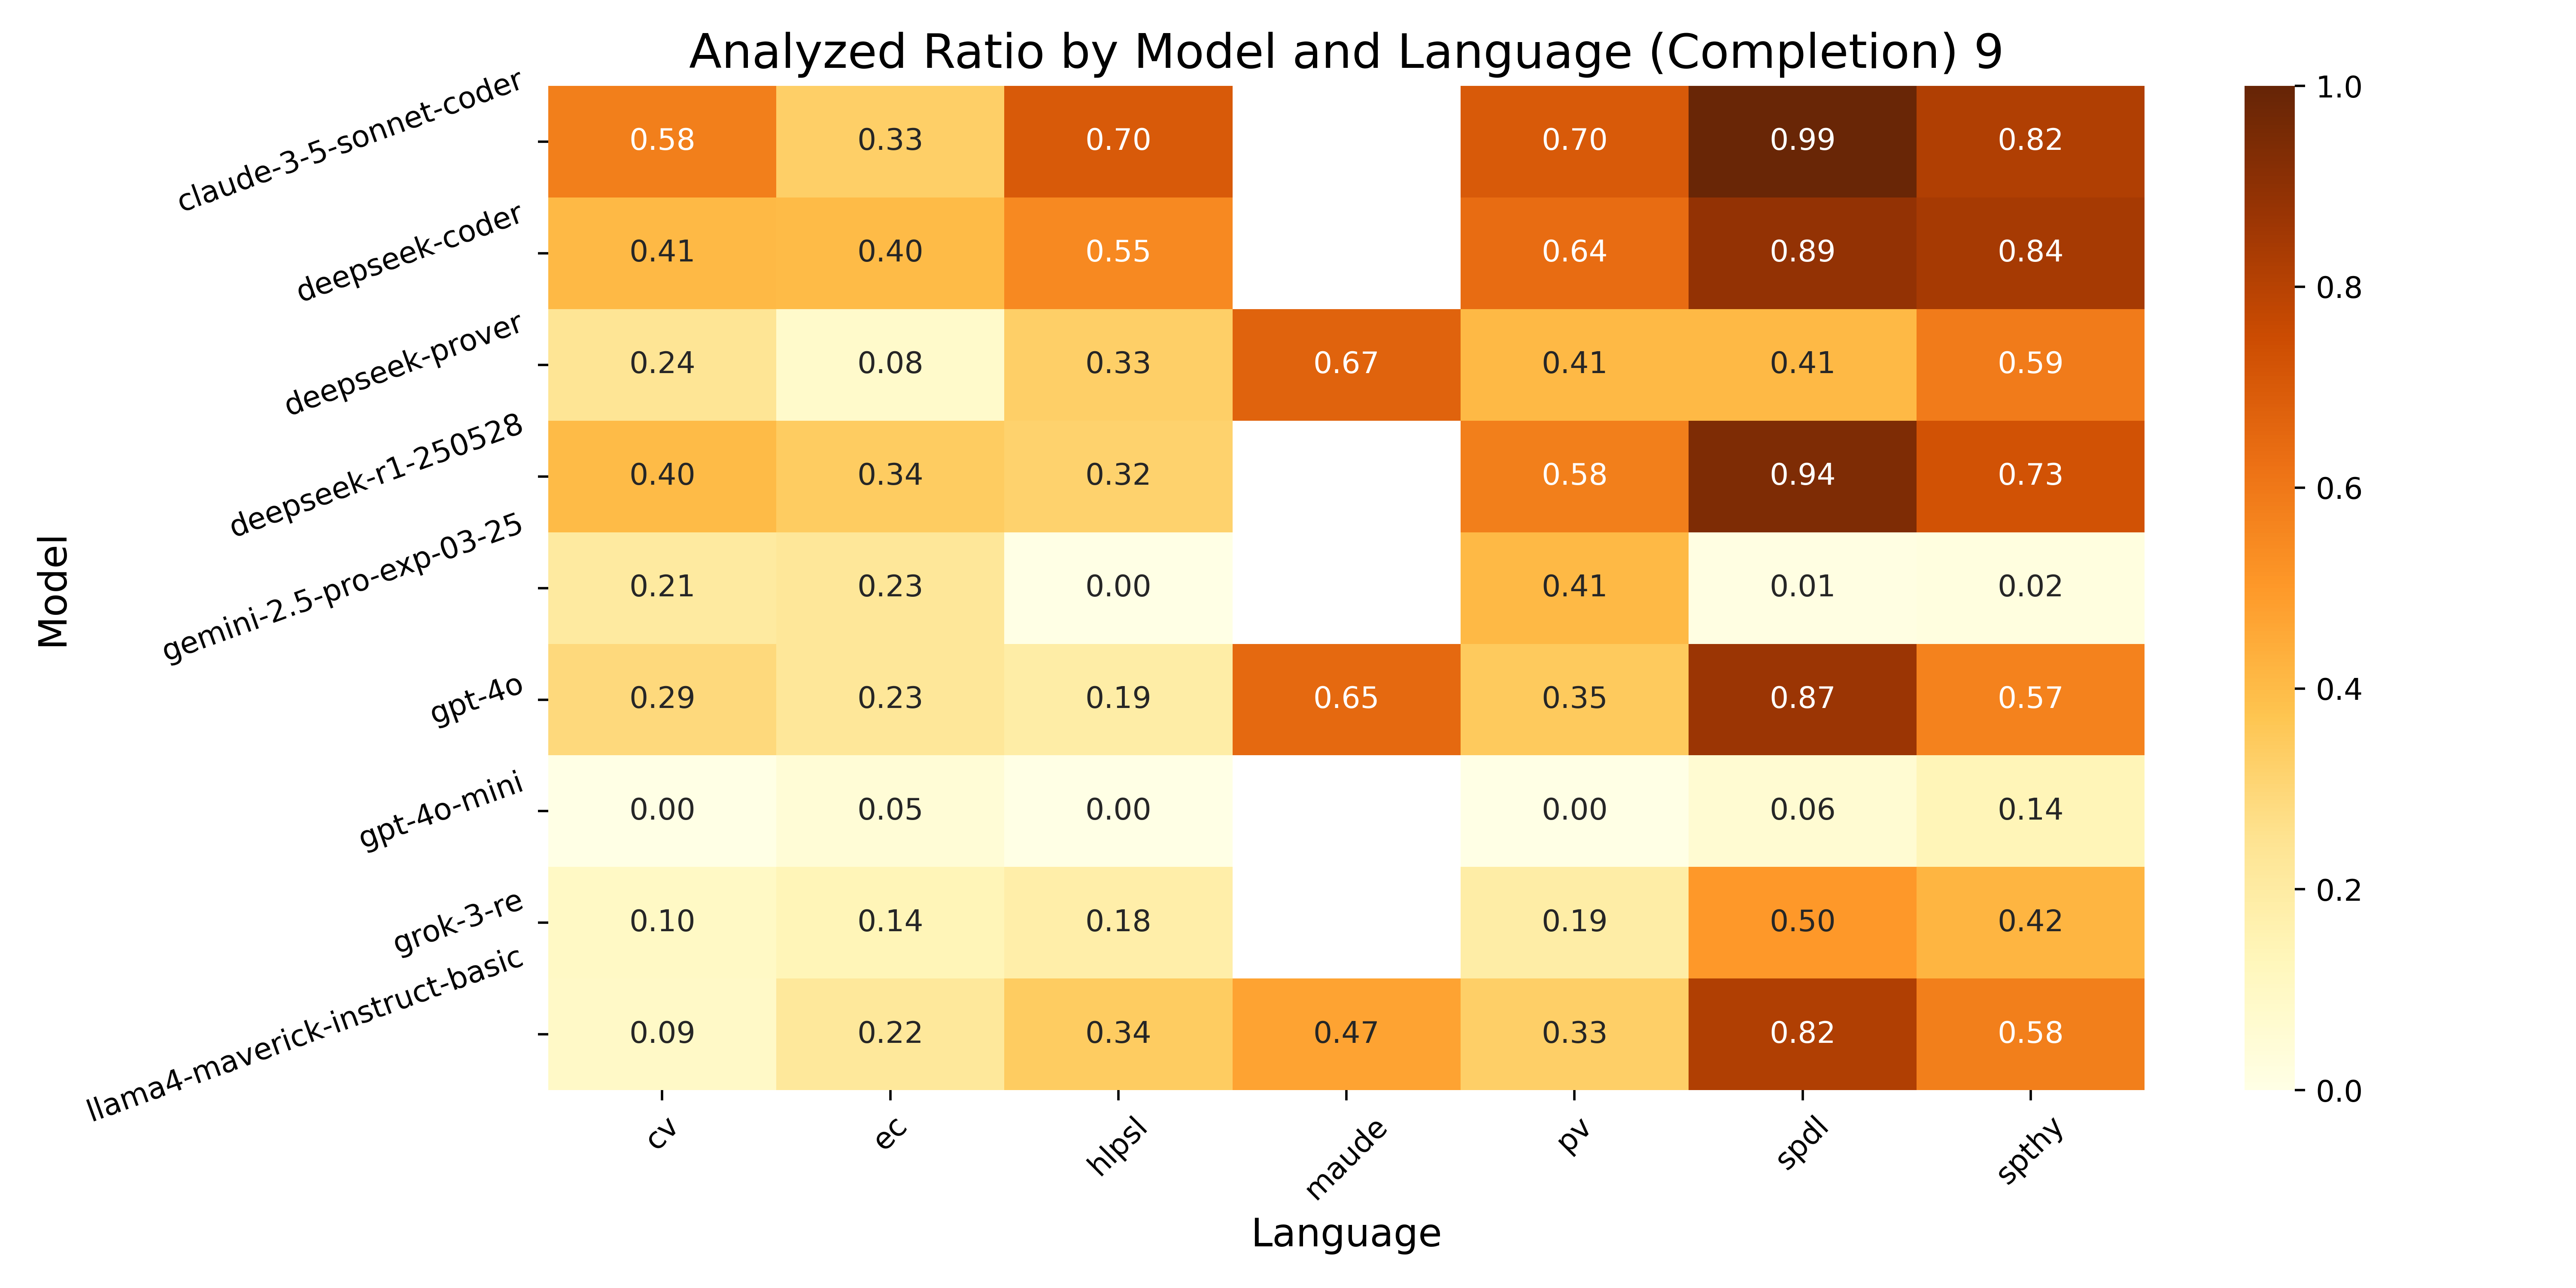 Analyzed Ratio by Model and Language (Completion) 9
Model
claude-3-5-sonnet-coder 0.58 0.33 0.70 0.70 0.99 0.82
deepseek-coder 0.41 0.40 0.55 0.64 0.89 0.84
deepseek-prover 0.24 0.08 0.33 0.67 0.41 0.41 0.59
deepseek-r1-250528 0.40 0.34 0.32 0.58 0.94 0.73
gemini-2.5-pro-exp-03-25 0.21 0.23 0.00 0.41 0.01 0.02
gpt-4o 0.29 0.23 0.19 0.65 0.35 0.87 0.57
gpt-4o-mini 0.00 0.05 0.00 0.00 0.06 0.14
grok-3-re 0.10 0.14 0.18 0.19 0.50 0.42
llama4-maverick-instruct-basic 0.09 0.22 0.34 0.47 0.33 0.82 0.58
cv ec hlpsl maude pv spdl spthy
Language
1.0
0.8
0.6
0.4
0.2
0.0